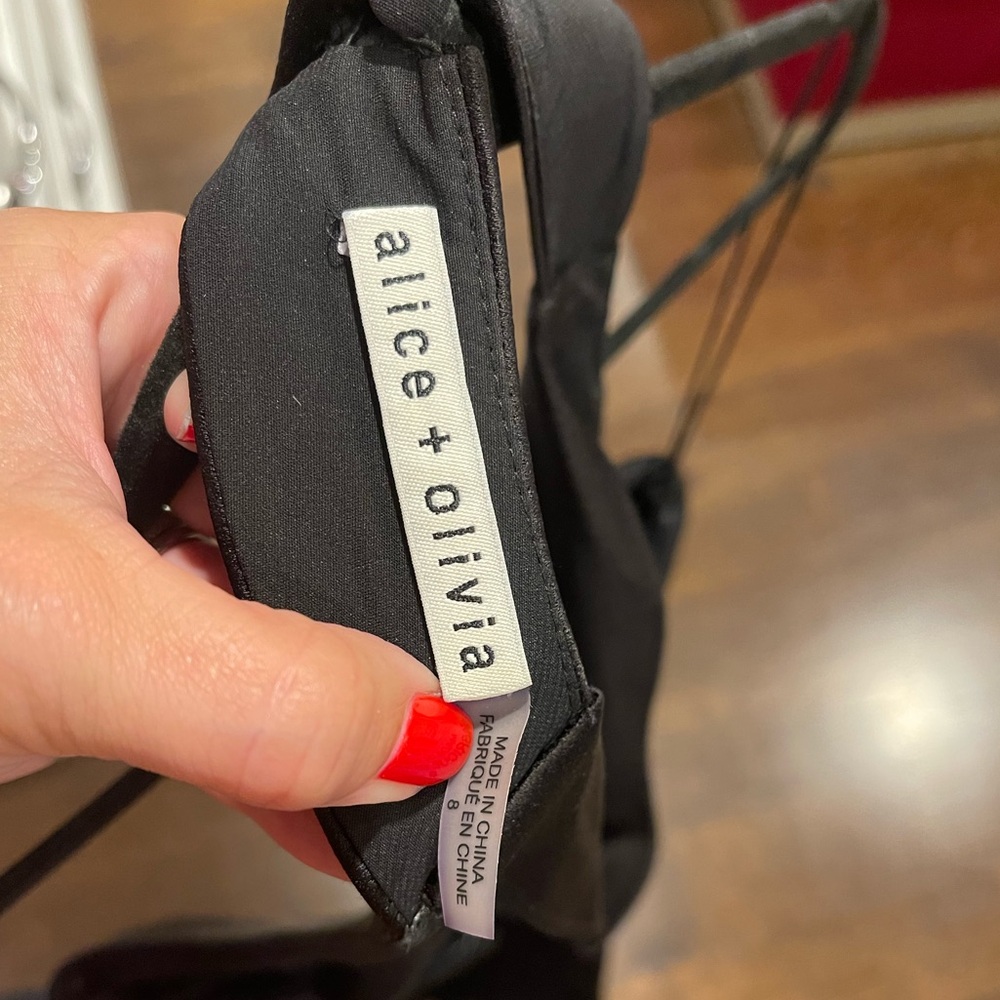 alice + olivia
MADE IN CHINA
FABRIQUÉ EN CHINE
8